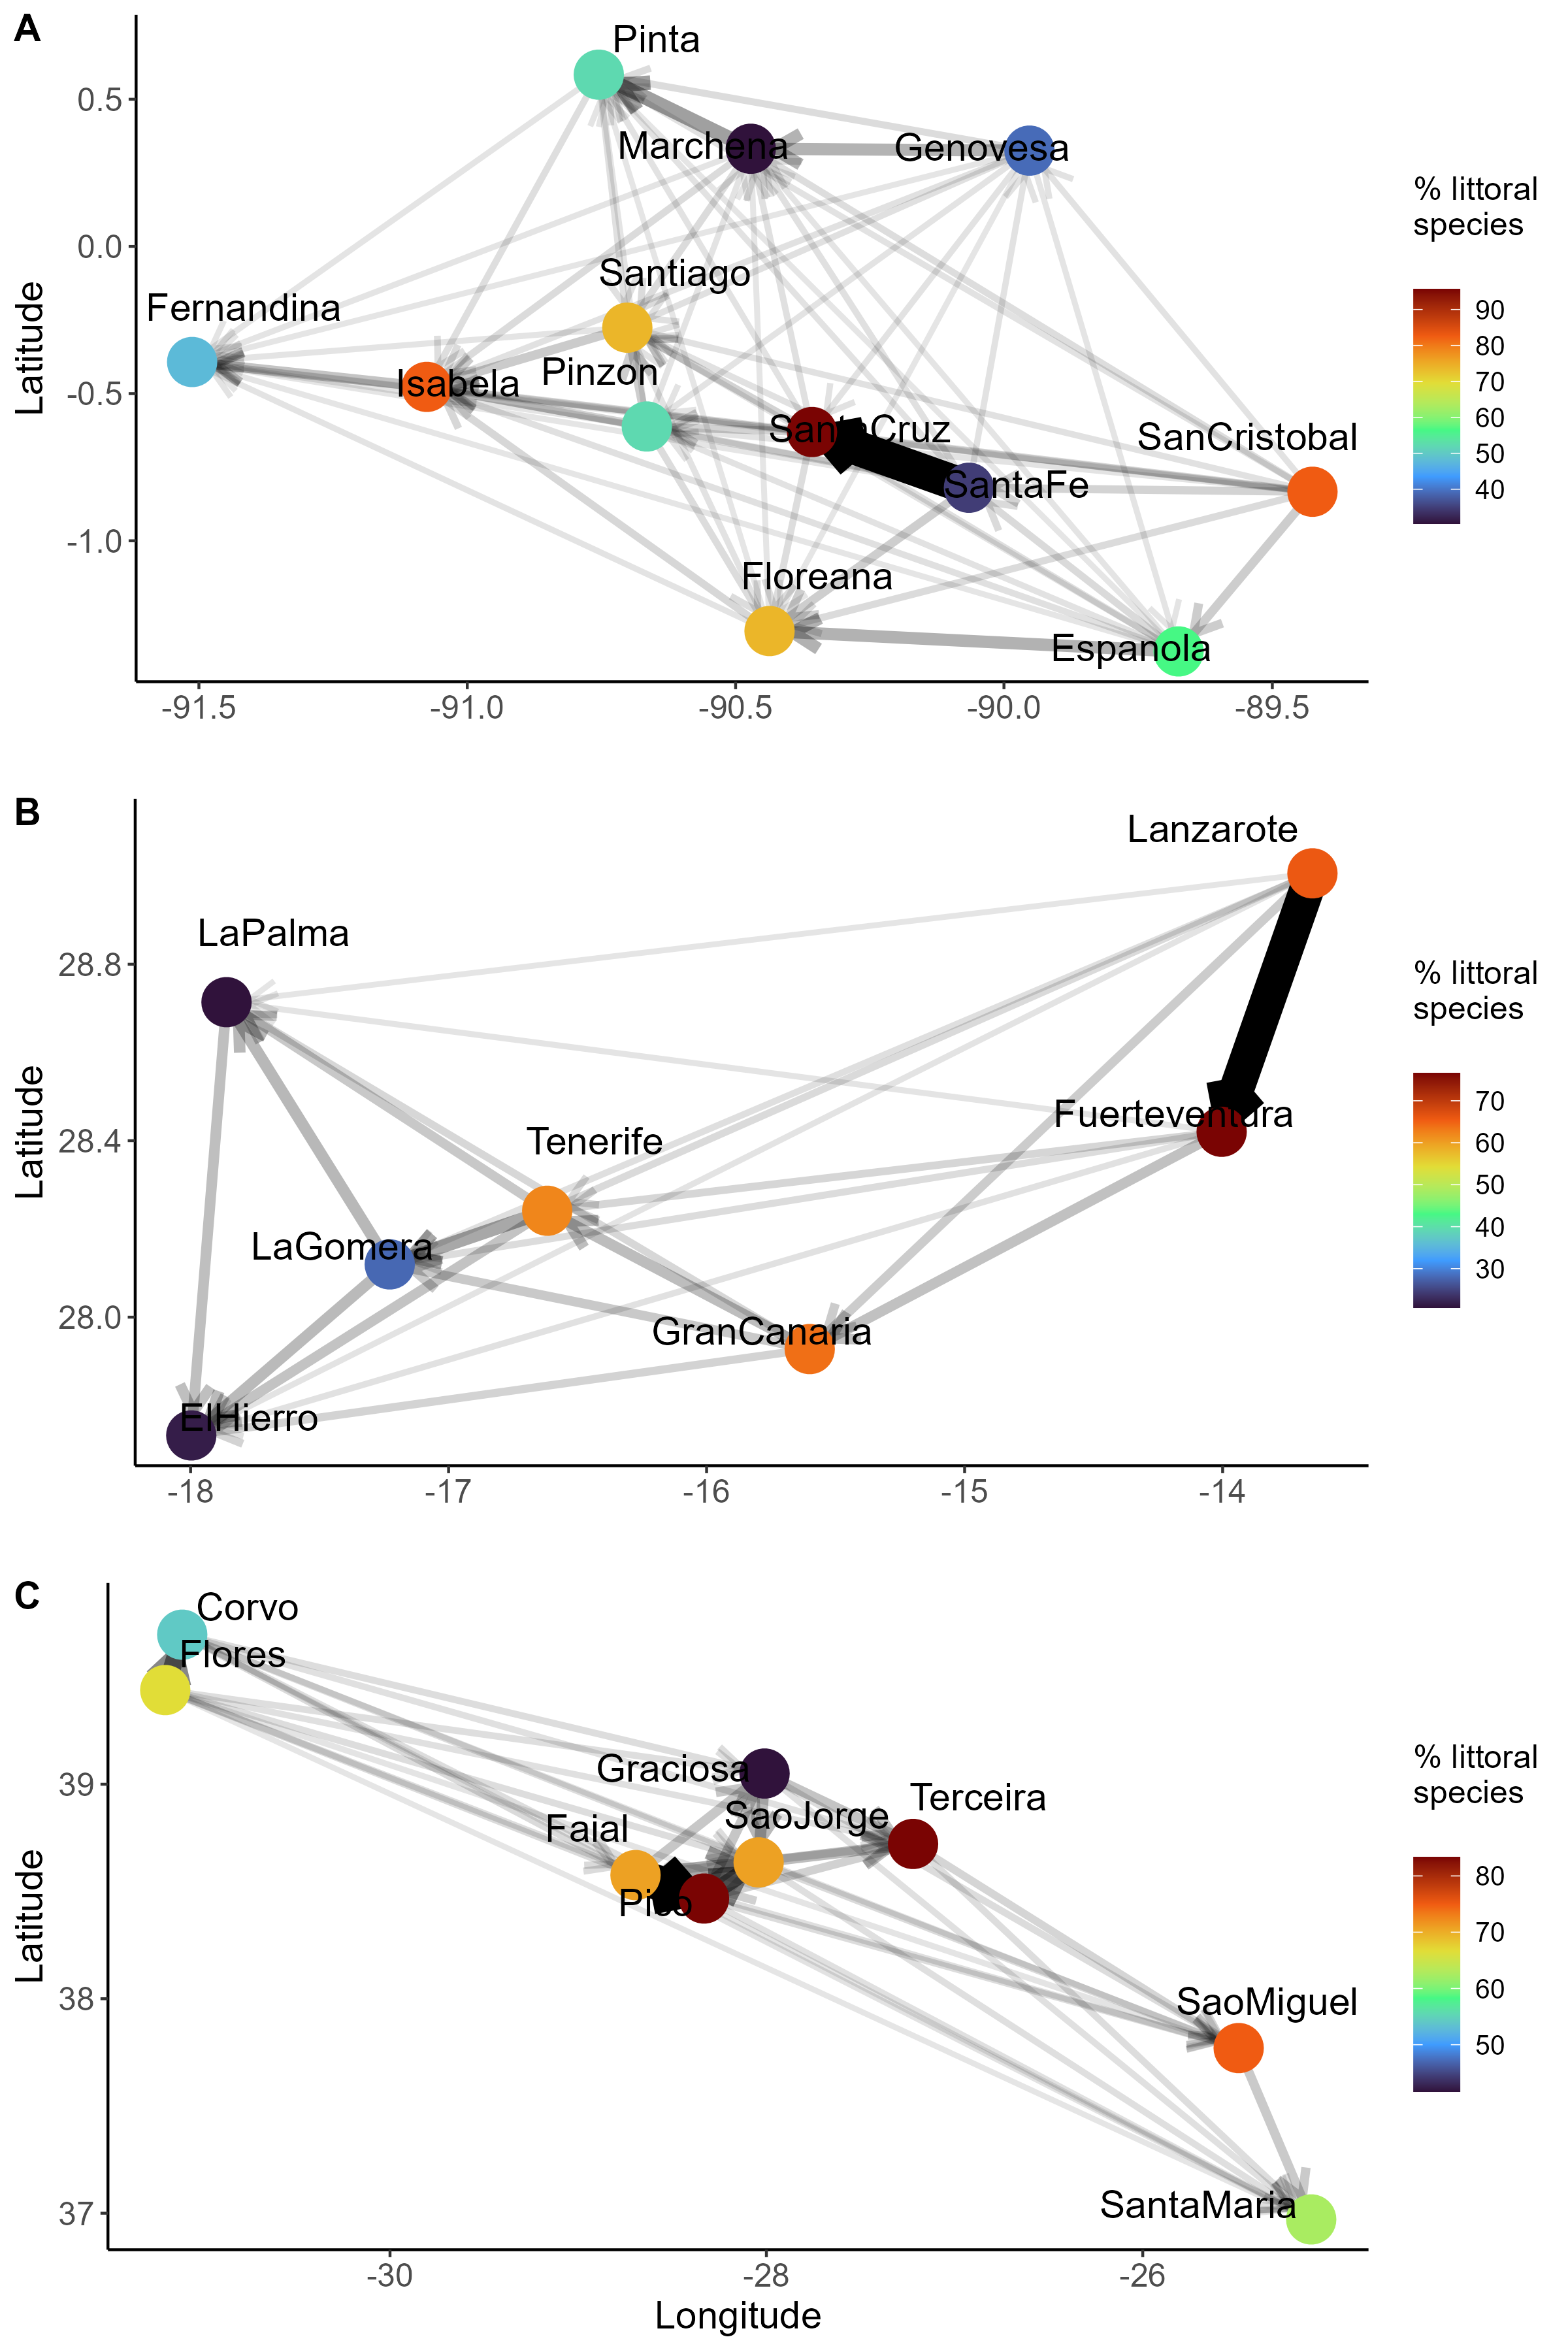 A
Pinta
0.5
Marchena
Genovesa
% littoral
species
0.0
Santiago
Fernandina
90
80
70
60
50
40
Latitude
Isabela
Pinzon
-0.5
SantaCruz
SanCristobal
SantaFe
-1.0
Floreana
Espanola
-91.5 -91.0 -90.5 -90.0 -89.5
B
Lanzarote
LaPalma
28.8
% littoral
species
Fuerteventura
70
60
50
40
30
Latitude
28.4
Tenerife
LaGomera
28.0
GranCanaria
ElHierro
-18 -17 -16 -15 -14
C
Corvo
Flores
Graciosa
39
Terceira
% littoral
species
SaoJorge
Faial
80
70
60
50
Pico
Latitude
38
SaoMiguel
37
SantaMaria
-30 -28 -26
Longitude